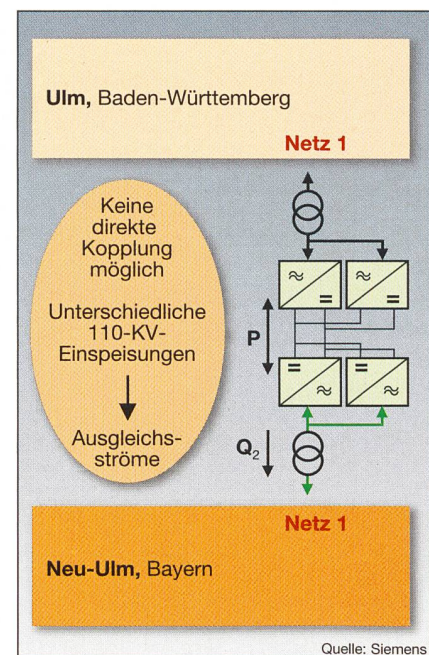 Ulm, Baden-Württemberg
Netz 1
Keine
direkte
Kopplung
möglich
Unterschiedliche
110-KV-
Einspeisungen
Ausgleichs-
ströme
≈
=
≈
=
P
=
≈
=
≈
Q₂
Netz 1
Neu-Ulm, Bayern
Quelle: Siemens